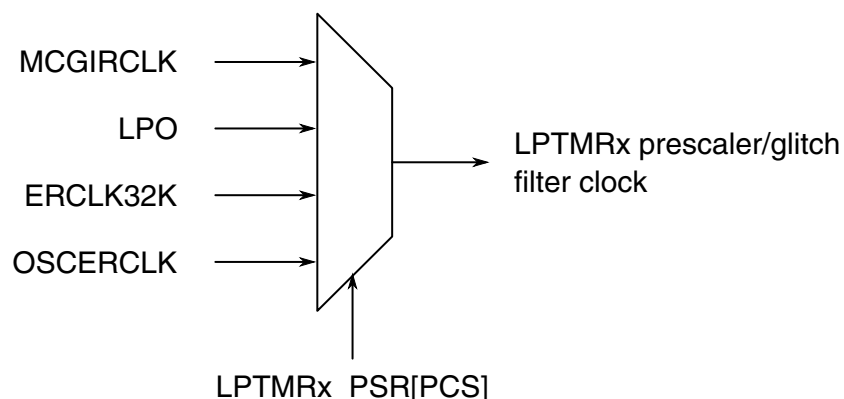 MCGIRCLK
LPO
ERCLK32K
OSCERCLK
LPTMRx prescaler/glitch
filter clock
LPTMRx_PSR[PCS]